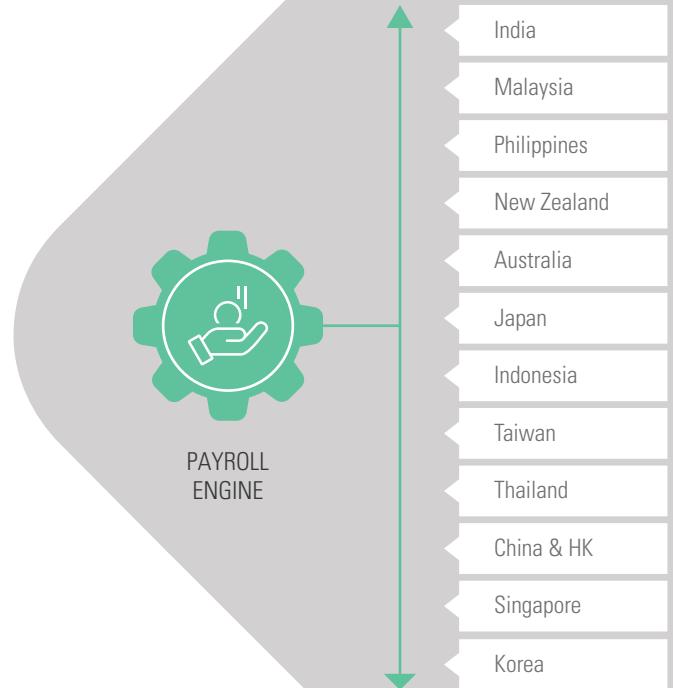 India
Malaysia
Philippines
New Zealand
Australia
Japan
Indonesia
Taiwan
Thailand
China & HK
Singapore
Korea
PAYROLL
ENGINE